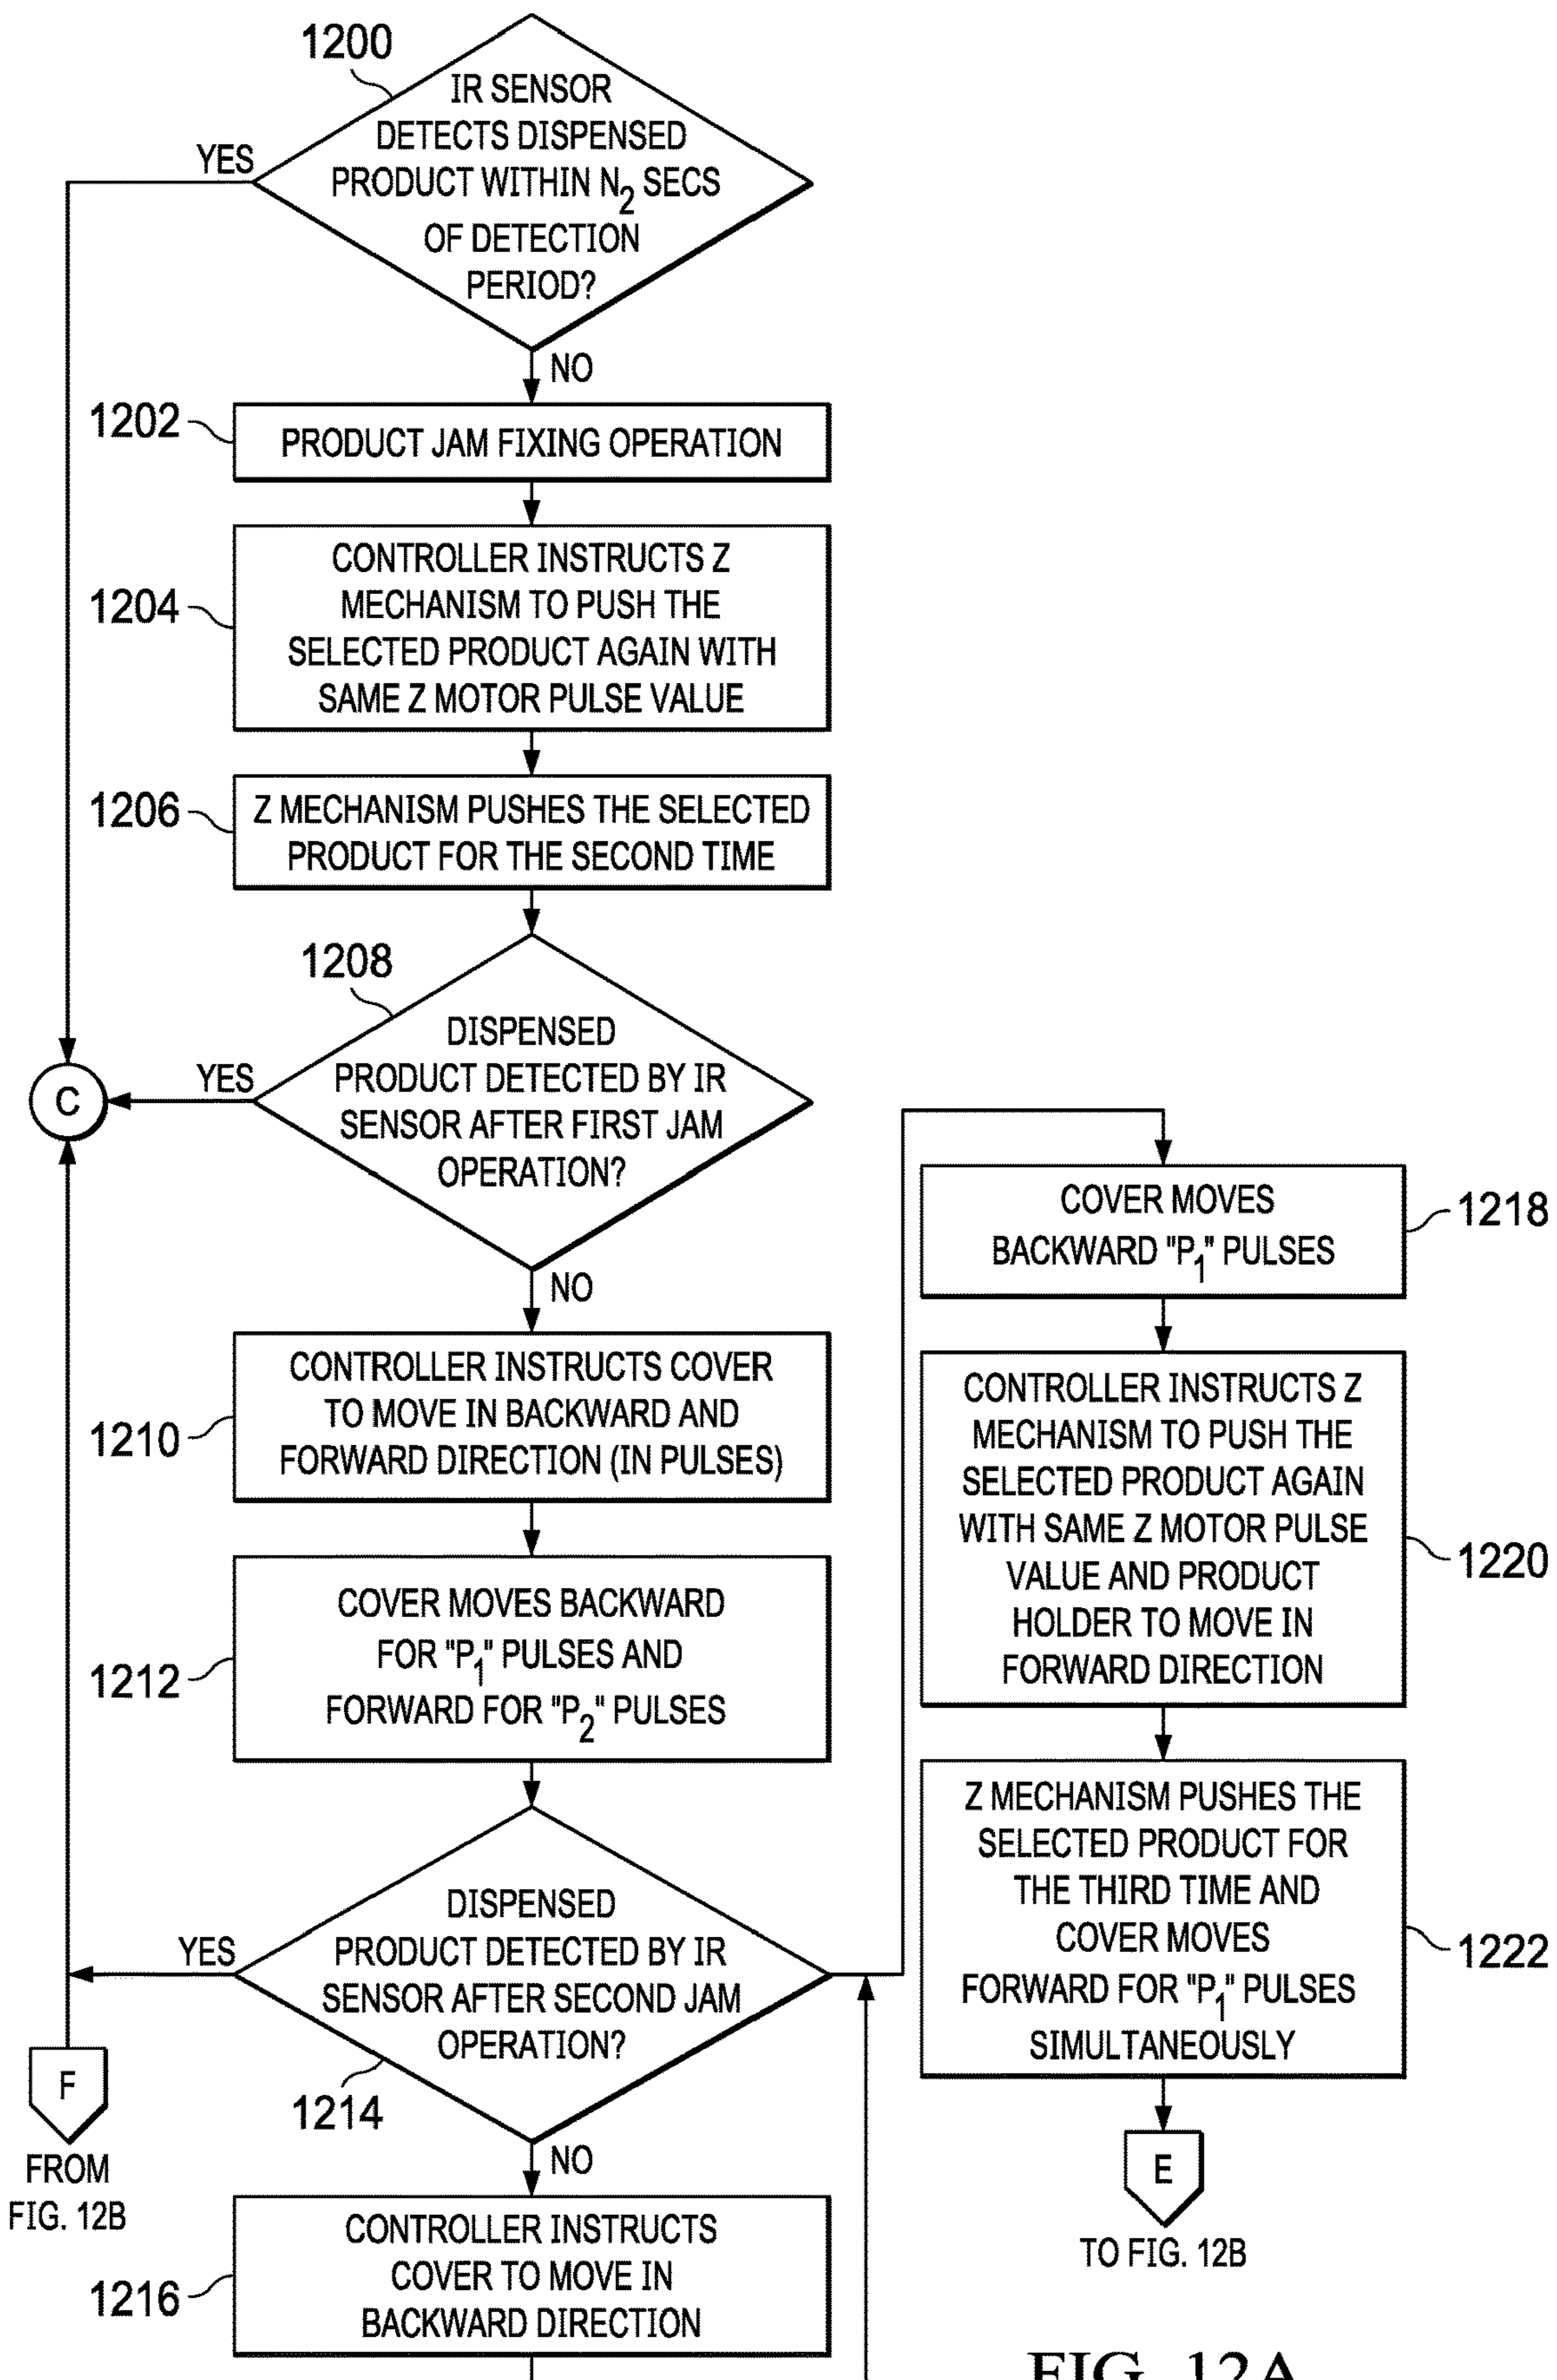 1200
IR SENSOR
DETECTS DISPENSED
PRODUCT WITHIN N2 SECS
OF DETECTION
PERIOD?
YES
NO
1202
PRODUCT JAM FIXING OPERATION
1204
CONTROLLER INSTRUCTS Z
MECHANISM TO PUSH THE
SELECTED PRODUCT AGAIN WITH
SAME Z MOTOR PULSE VALUE
1206
Z MECHANISM PUSHES THE SELECTED
PRODUCT FOR THE SECOND TIME
1208
DISPENSED
PRODUCT DETECTED BY IR
SENSOR AFTER FIRST JAM
OPERATION?
YES
C
NO
1210
CONTROLLER INSTRUCTS COVER
TO MOVE IN BACKWARD AND
FORWARD DIRECTION (IN PULSES)
1212
COVER MOVES BACKWARD
FOR "P1" PULSES AND
FORWARD FOR "P2" PULSES
DISPENSED
PRODUCT DETECTED BY IR
SENSOR AFTER SECOND JAM
OPERATION?
YES
1214
NO
F
FROM
FIG. 12B
1216
CONTROLLER INSTRUCTS
COVER TO MOVE IN
BACKWARD DIRECTION
COVER MOVES
BACKWARD "P1" PULSES
1218
CONTROLLER INSTRUCTS Z
MECHANISM TO PUSH THE
SELECTED PRODUCT AGAIN
WITH SAME Z MOTOR PULSE
VALUE AND PRODUCT
HOLDER TO MOVE IN
FORWARD DIRECTION
1220
Z MECHANISM PUSHES THE
SELECTED PRODUCT FOR
THE THIRD TIME AND
COVER MOVES
FORWARD FOR "P1" PULSES
SIMULTANEOUSLY
1222
E
TO FIG. 12B
FIG. 12A